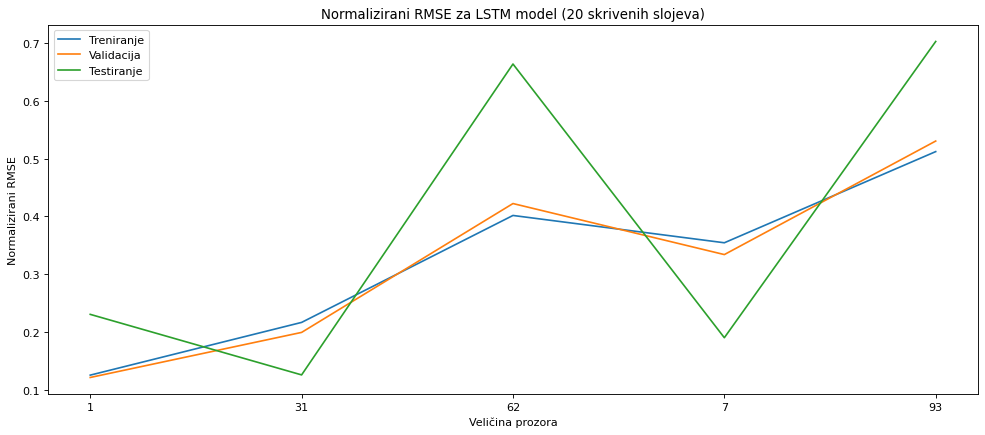 Normalizirani RMSE za LSTM model (20 skrivenih slojeva)
Treniranje
Validacija
Testiranje
Normalizirani RMSE
0.7
0.6
0.5
0.4
0.3
0.2
0.1
1 31 62 7 93
Veličina prozora